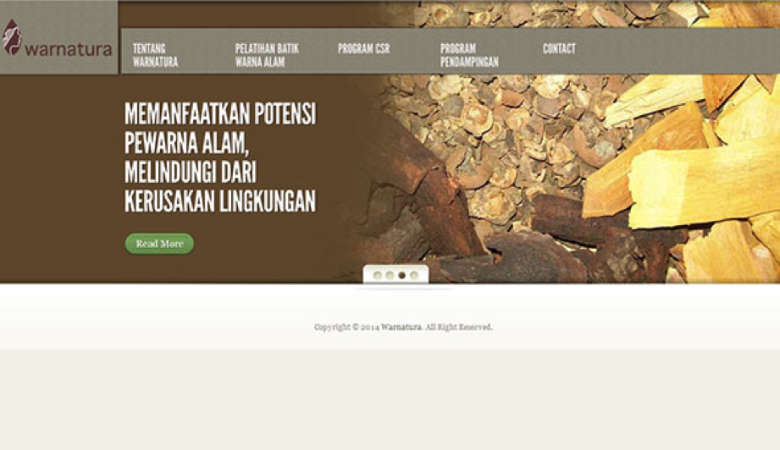 warnatura
TENTANG
WARNATURA
PELATIHAN BATIK
WARNA ALAM
PROGRAM CSR
PROGRAM
PENDAMPINGAN
CONTACT
MEMANFAATKAN POTENSI
PEWARNA ALAM,
MELINDUNGI DARI
KERUSAKAN LINGKUNGAN
Read More
Copyright © 2014 Warnatura. All Right Reserved.